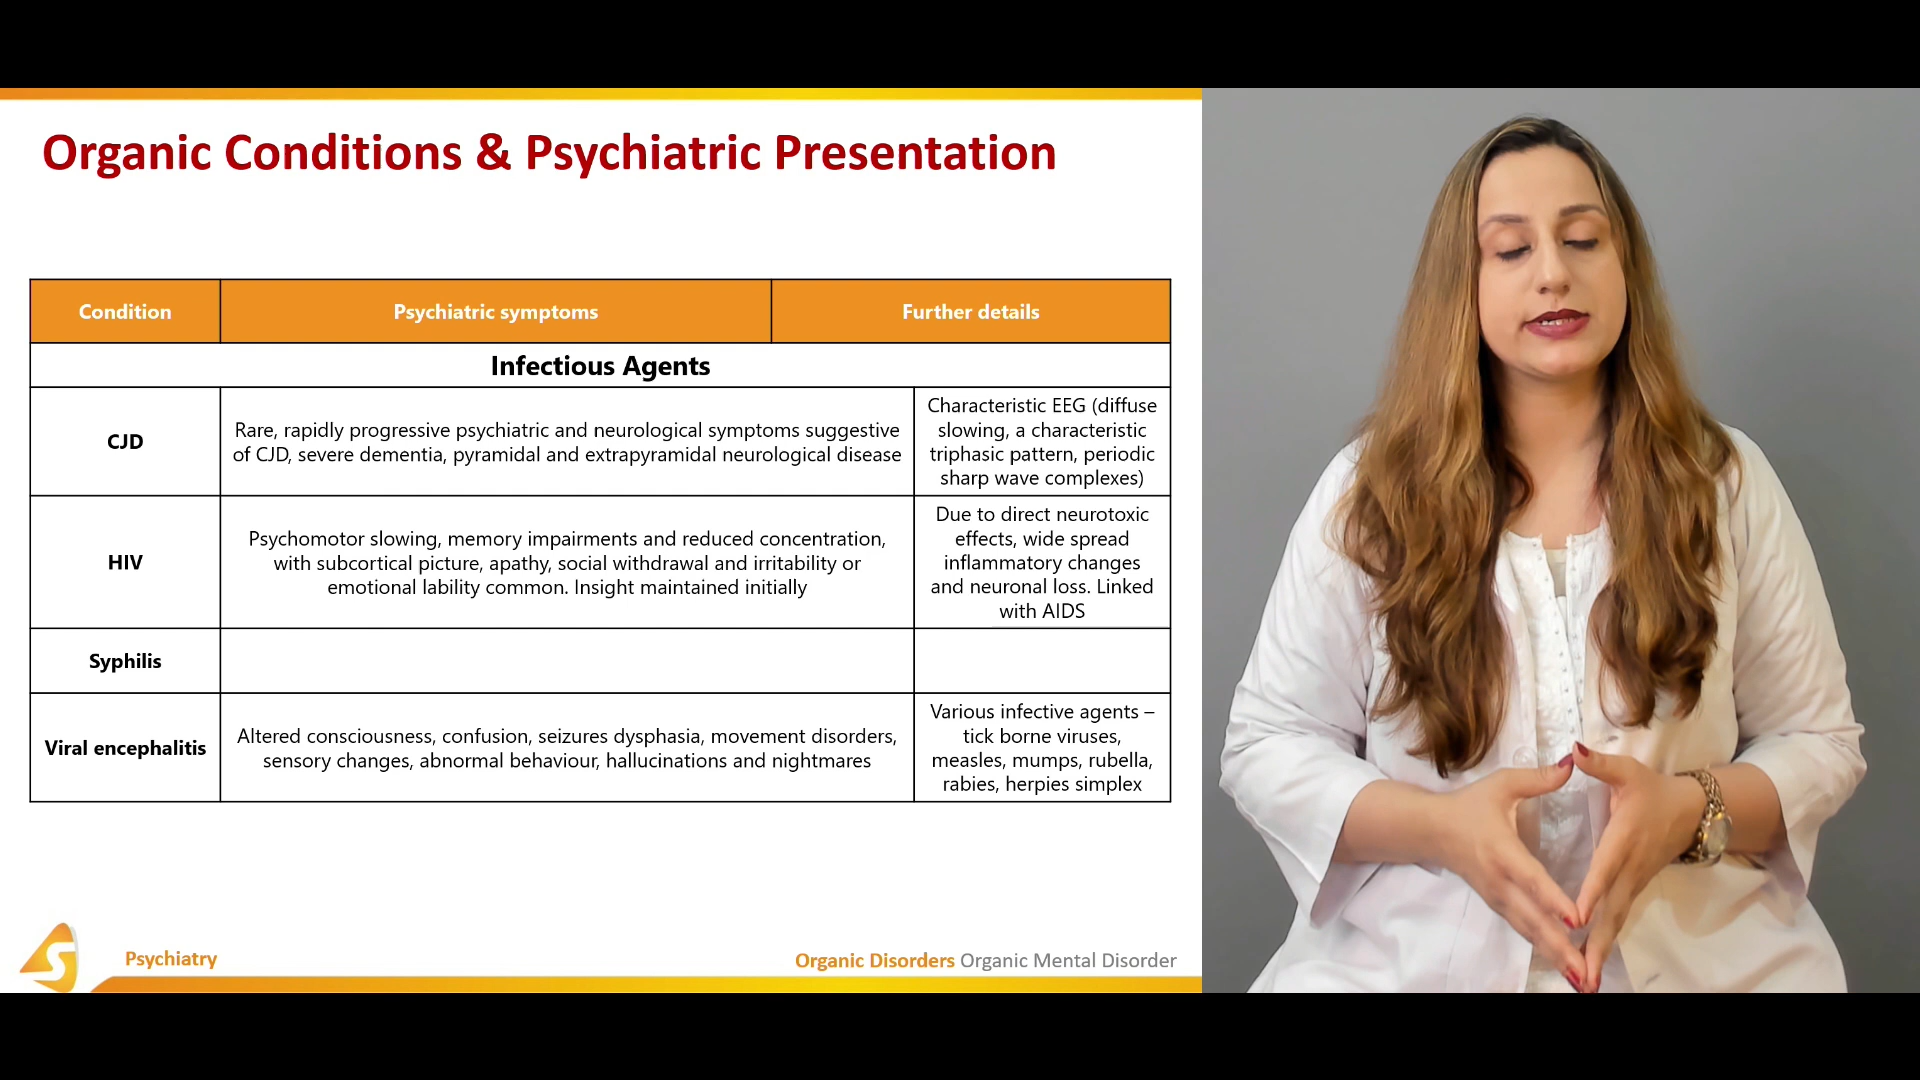 Organic Conditions & Psychiatric Presentation
Condition
Psychiatric symptoms
Further details
Infectious Agents
CJD
Rare, rapidly progressive psychiatric and neurological symptoms suggestive
of CJD, severe dementia, pyramidal and extrapyramidal neurological disease
Characteristic EEG (diffuse
slowing, a characteristic
triphasic pattern, periodic
sharp wave complexes)
HIV
Psychomotor slowing, memory impairments and reduced concentration,
with subcortical picture, apathy, social withdrawal and irritability or
emotional lability common. Insight maintained initially
Due to direct neurotoxic
effects, wide spread
inflammatory changes
and neuronal loss. Linked
with AIDS
Syphilis
Viral encephalitis
Altered consciousness, confusion, seizures dysphasia, movement disorders,
sensory changes, abnormal behaviour, hallucinations and nightmares
Various infective agents –
tick borne viruses,
measles, mumps, rubella,
rabies, herpies simplex
S
Psychiatry
Organic Disorders Organic Mental Disorder